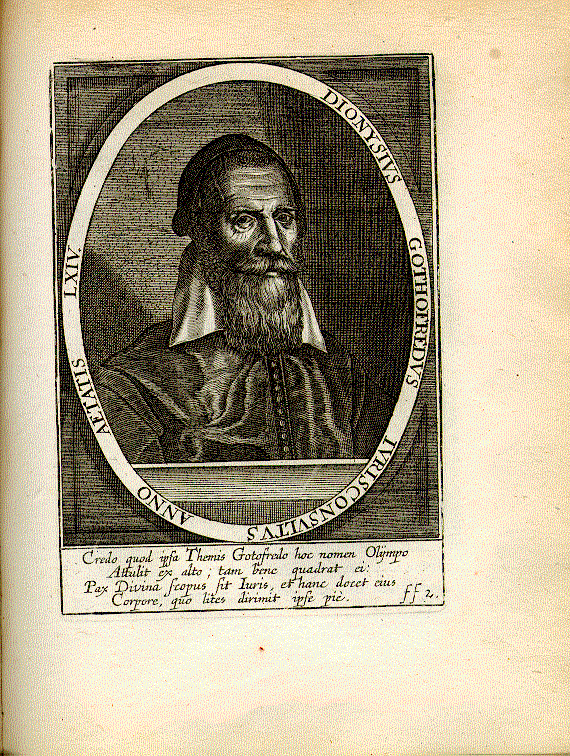 DIONYSIVS GOTHOFREDVS IVRISCONSVLTVS ANNO AETATIS LXIV.
Credo quod ipsa Themis Gotofredo hoc nomen Olÿmpo
Attulit ex alto; tam bene quadrat ei:
Pax Divina scopus sit Iuris, et hanc docet eius
Corpore, quo lites dirimit ipse piè.
ff 2.